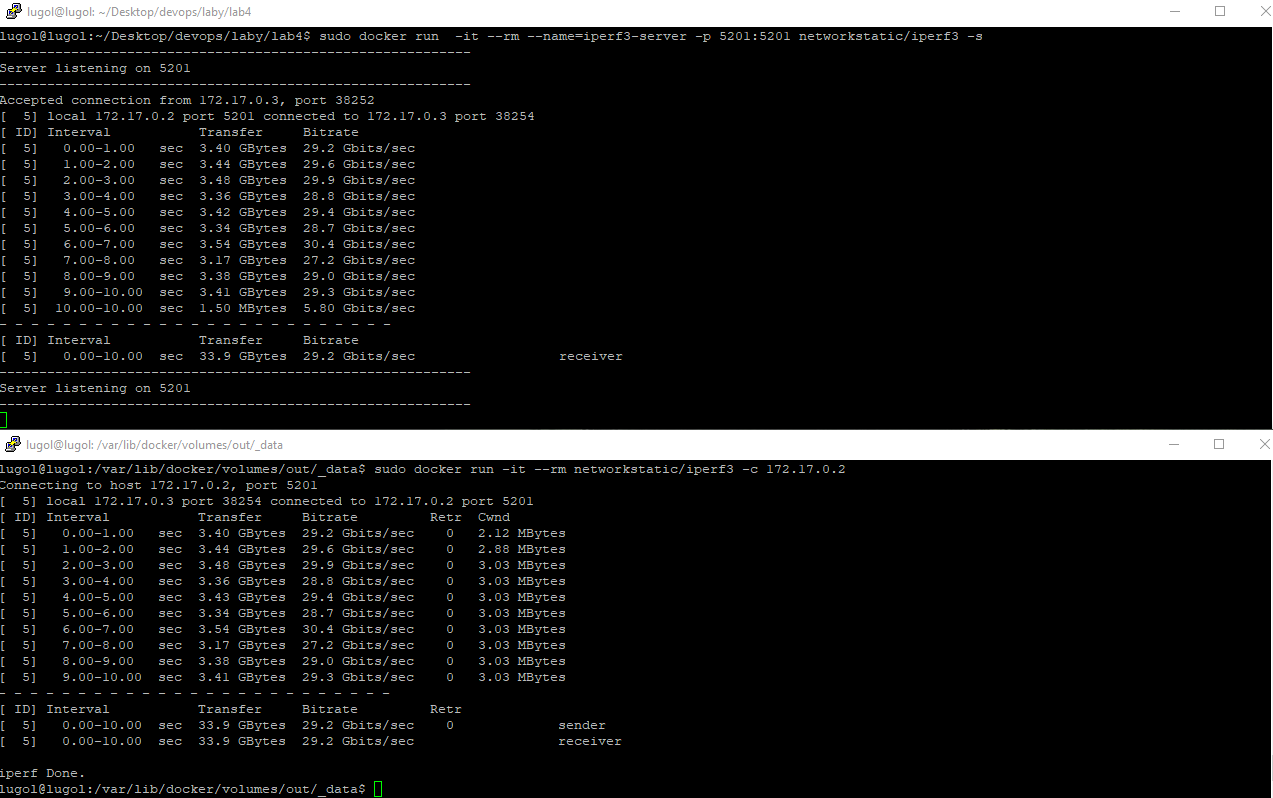 lugol@lugol: ~/Desktop/devops/laby/lab4
lugol@lugol:~/Desktop/devops/laby/lab4$ sudo docker run  -it --rm --name=iperf3-server -p 5201:5201 networkstatic/iperf3 -s
-----------------------------------------------------------
Server listening on 5201
-----------------------------------------------------------
Accepted connection from 172.17.0.3, port 38252
[  5] local 172.17.0.2 port 5201 connected to 172.17.0.3 port 38254
[ ID] Interval           Transfer     Bitrate
[  5]   0.00-1.00   sec  3.40 GBytes  29.2 Gbits/sec
[  5]   1.00-2.00   sec  3.44 GBytes  29.6 Gbits/sec
[  5]   2.00-3.00   sec  3.48 GBytes  29.9 Gbits/sec
[  5]   3.00-4.00   sec  3.36 GBytes  28.8 Gbits/sec
[  5]   4.00-5.00   sec  3.42 GBytes  29.4 Gbits/sec
[  5]   5.00-6.00   sec  3.34 GBytes  28.7 Gbits/sec
[  5]   6.00-7.00   sec  3.54 GBytes  30.4 Gbits/sec
[  5]   7.00-8.00   sec  3.17 GBytes  27.2 Gbits/sec
[  5]   8.00-9.00   sec  3.38 GBytes  29.0 Gbits/sec
[  5]   9.00-10.00  sec  3.41 GBytes  29.3 Gbits/sec
[  5]  10.00-10.00  sec  1.50 MBytes  5.80 Gbits/sec
- - - - - - - - - - - - - - - - - - - - - - - - -
[ ID] Interval           Transfer     Bitrate
[  5]   0.00-10.00  sec  33.9 GBytes  29.2 Gbits/sec                  receiver
-----------------------------------------------------------
Server listening on 5201
-----------------------------------------------------------
lugol@lugol: /var/lib/docker/volumes/out/_data
lugol@lugol:/var/lib/docker/volumes/out/_data$ sudo docker run -it --rm networkstatic/iperf3 -c 172.17.0.2
Connecting to host 172.17.0.2, port 5201
[  5] local 172.17.0.3 port 38254 connected to 172.17.0.2 port 5201
[ ID] Interval           Transfer     Bitrate         Retr  Cwnd
[  5]   0.00-1.00   sec  3.40 GBytes  29.2 Gbits/sec    0   2.12 MBytes
[  5]   1.00-2.00   sec  3.44 GBytes  29.6 Gbits/sec    0   2.88 MBytes
[  5]   2.00-3.00   sec  3.48 GBytes  29.9 Gbits/sec    0   3.03 MBytes
[  5]   3.00-4.00   sec  3.36 GBytes  28.8 Gbits/sec    0   3.03 MBytes
[  5]   4.00-5.00   sec  3.43 GBytes  29.4 Gbits/sec    0   3.03 MBytes
[  5]   5.00-6.00   sec  3.34 GBytes  28.7 Gbits/sec    0   3.03 MBytes
[  5]   6.00-7.00   sec  3.54 GBytes  30.4 Gbits/sec    0   3.03 MBytes
[  5]   7.00-8.00   sec  3.17 GBytes  27.2 Gbits/sec    0   3.03 MBytes
[  5]   8.00-9.00   sec  3.38 GBytes  29.0 Gbits/sec    0   3.03 MBytes
[  5]   9.00-10.00  sec  3.41 GBytes  29.3 Gbits/sec    0   3.03 MBytes
- - - - - - - - - - - - - - - - - - - - - - - - -
[ ID] Interval           Transfer     Bitrate         Retr
[  5]   0.00-10.00  sec  33.9 GBytes  29.2 Gbits/sec    0             sender
[  5]   0.00-10.00  sec  33.9 GBytes  29.2 Gbits/sec                  receiver
iperf Done.
lugol@lugol:/var/lib/docker/volumes/out/_data$